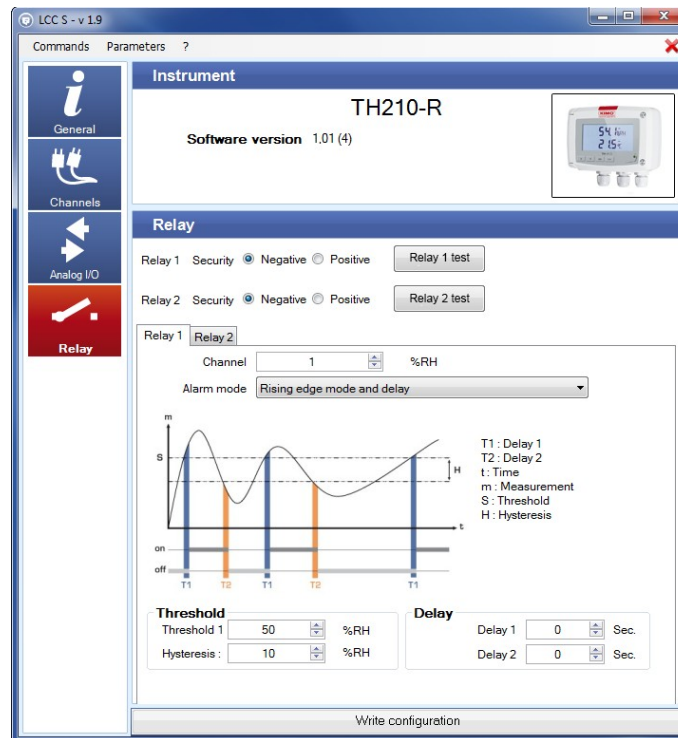 LCC S - v 1.9
Commands Parameters ?
General
Channels
Analog I/O
Relay
Instrument
TH210-R
Software version 1,01 (4)
Relay
Relay 1 Security Negative Positive Relay 1 test
Relay 2 Security Negative Positive Relay 2 test
Relay 1 Relay 2
Channel 1 %RH
Alarm mode Rising edge mode and delay
m
S
H
t
on
off
T1 T2 T1 T2 T1
T1 : Delay 1
T2 : Delay 2
t : Time
m : Measurement
S : Threshold
H : Hysteresis
Threshold
Threshold 1 50 %RH
Hysteresis : 10 %RH
Delay
Delay 1 0 Sec.
Delay 2 0 Sec.
Write configuration